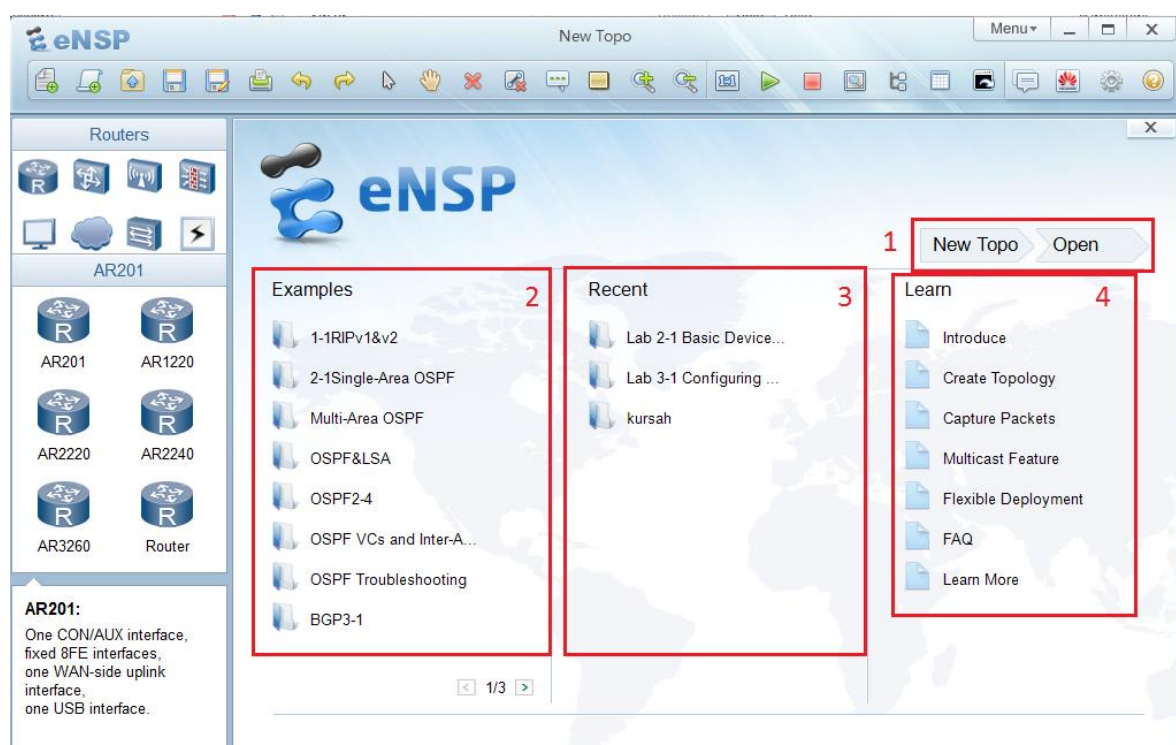 eNSP
New Topo
Menu
Routers
AR201
AR201
AR1220
AR2220
AR2240
AR3260
Router
AR201:
One CON/AUX interface,
fixed 8FE interfaces,
one WAN-side uplink
interface,
one USB interface.
eNSP
1
New Topo
Open
Examples
2
1-1RIPv1&v2
2-1Single-Area OSPF
Multi-Area OSPF
OSPF&LSA
OSPF2-4
OSPF VCs and Inter-A...
OSPF Troubleshooting
BGP3-1
1/3
Recent
3
Lab 2-1 Basic Device...
Lab 3-1 Configuring ...
kursah
Learn
4
Introduce
Create Topology
Capture Packets
Multicast Feature
Flexible Deployment
FAQ
Learn More